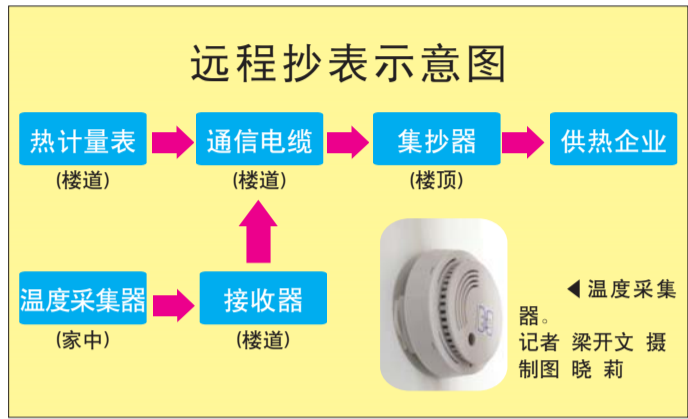 远程抄表示意图
热计量表 通信电缆 集抄器 供热企业
(楼道) (楼道) (楼顶)
温度采集器 接收器
(家中) (楼道)
◀温度采集
器。
记者 梁开文 摄
制图 晓 莉